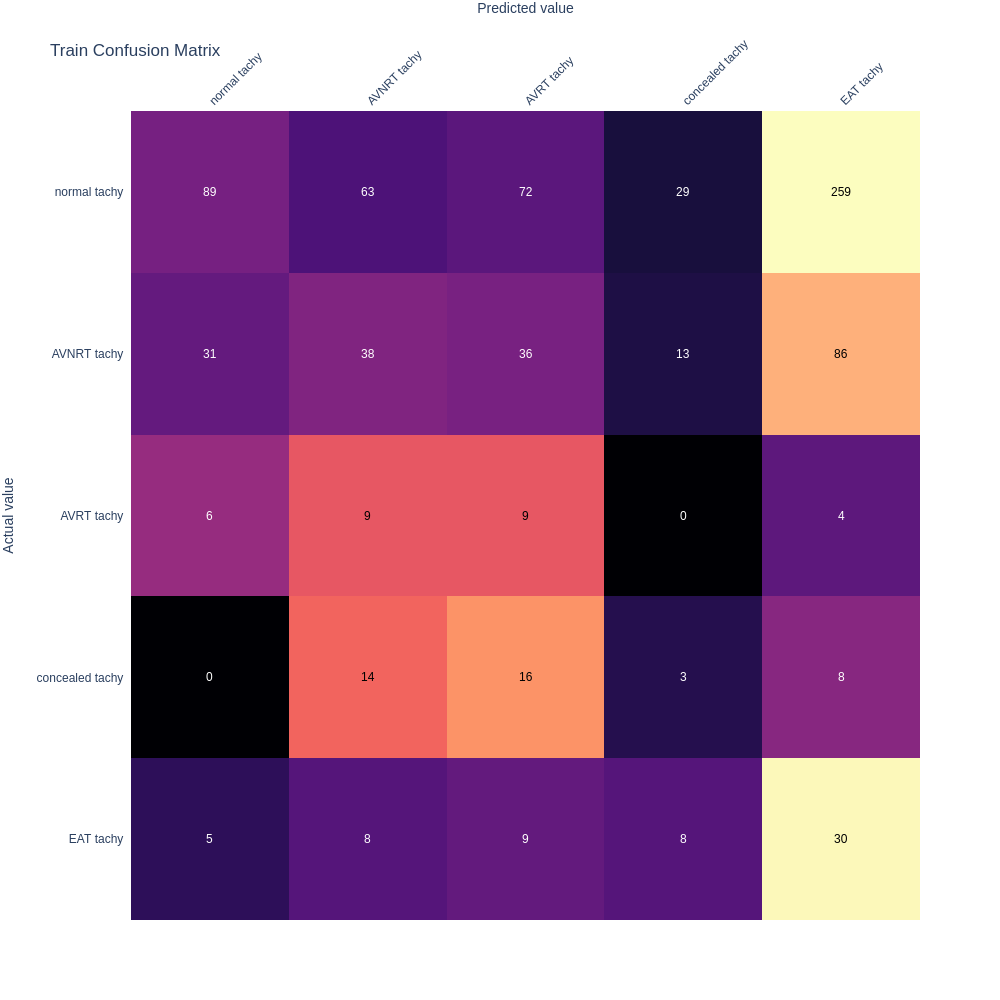 Predicted value
Train Confusion Matrix
normal tachy
AVNRT tachy
AVRT tachy
concealed tachy
EAT tachy
Actual value
normal tachy 89 63 72 29 259
AVNRT tachy 31 38 36 13 86
AVRT tachy 6 9 9 0 4
concealed tachy 0 14 16 3 8
EAT tachy 5 8 9 8 30